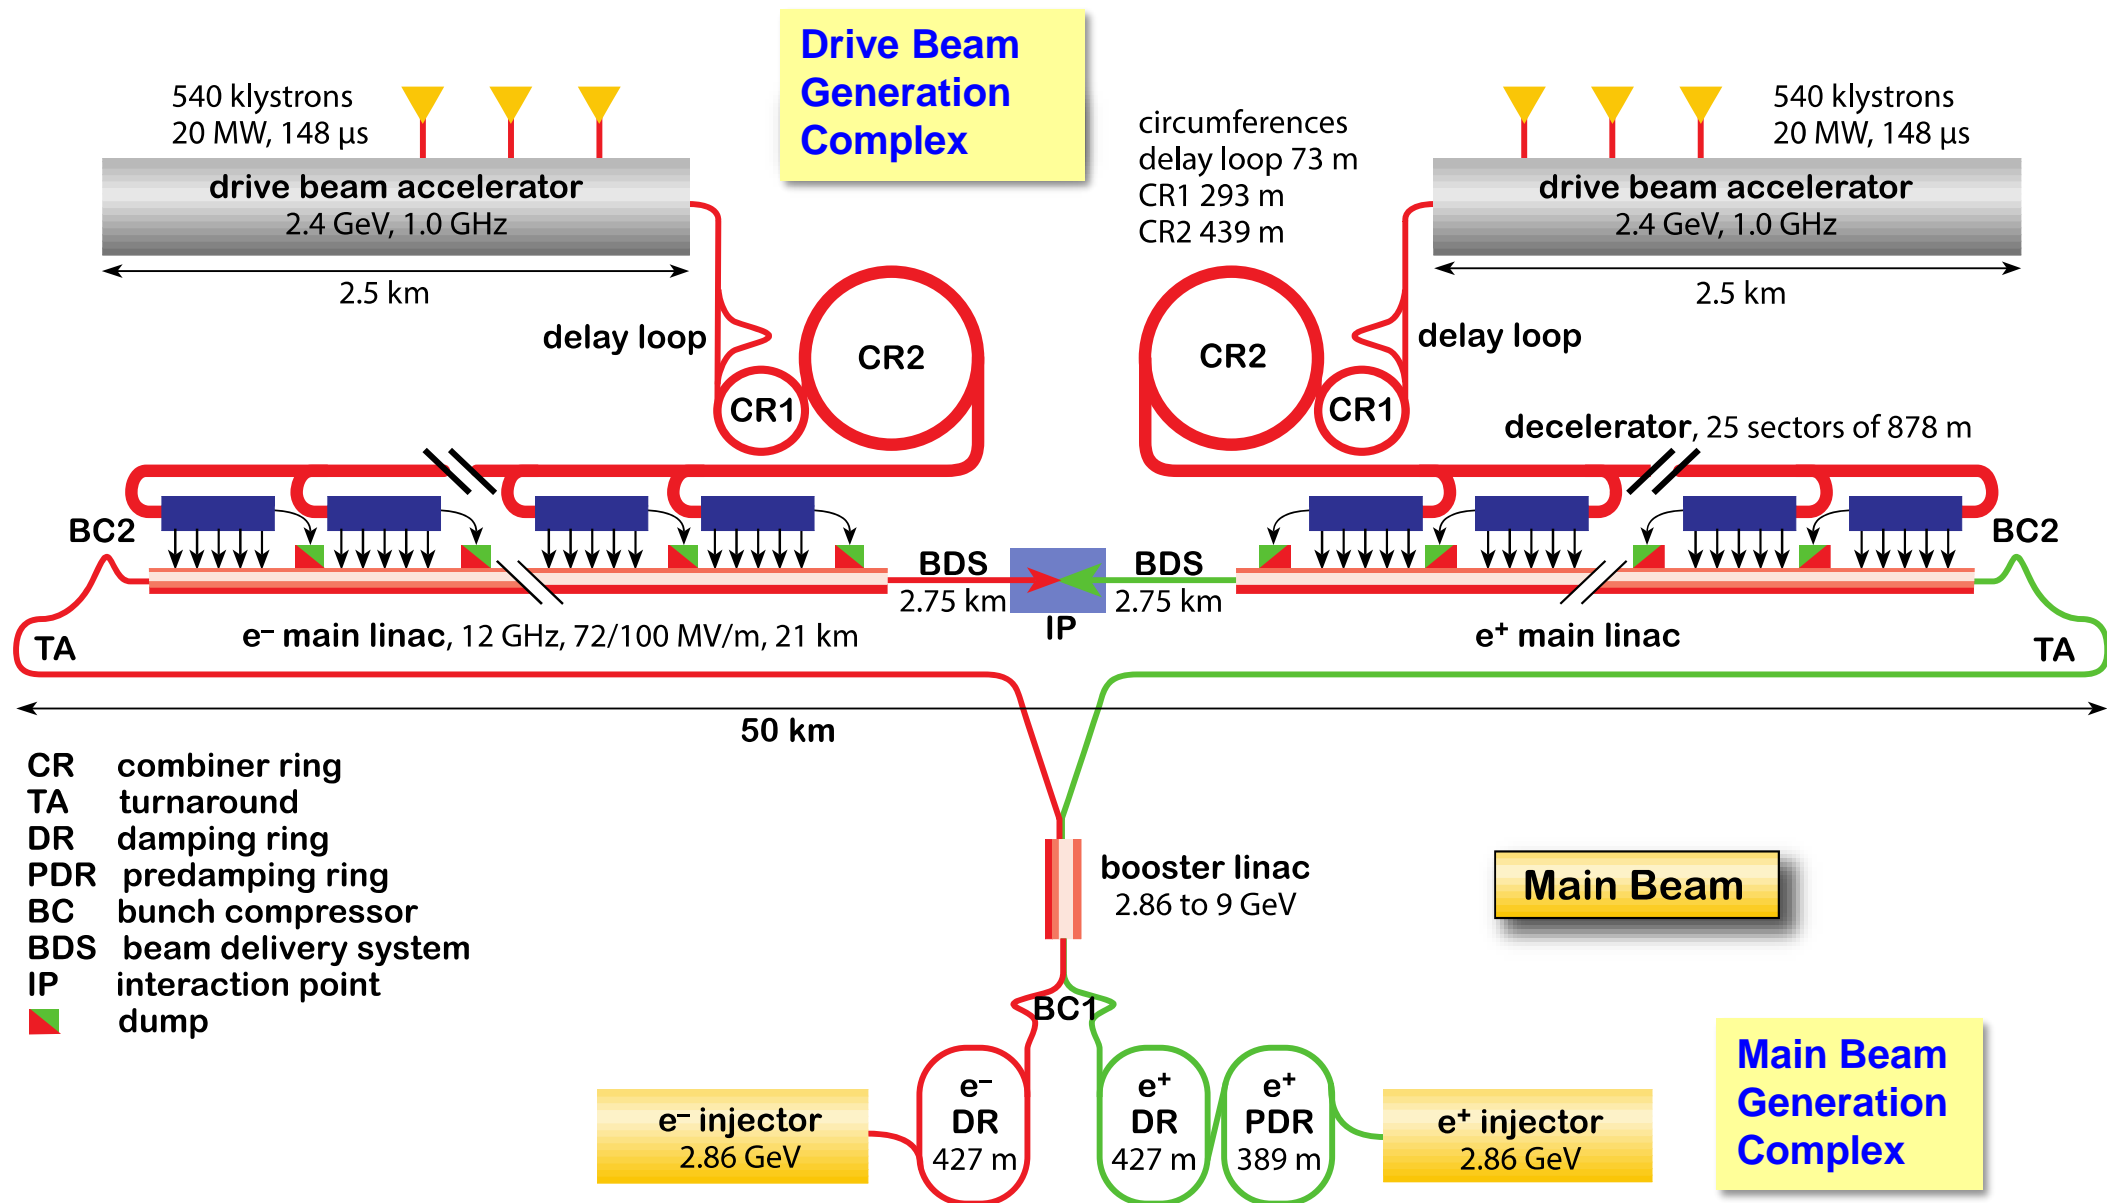 Drive Beam
Generation
Complex
540 klystrons
20 MW, 148 µs
drive beam accelerator
2.4 GeV, 1.0 GHz
2.5 km
delay loop
CR1
CR2
circumferences
delay loop 73 m
CR1 293 m
CR2 439 m
540 klystrons
20 MW, 148 µs
drive beam accelerator
2.4 GeV, 1.0 GHz
2.5 km
CR2
CR1
delay loop
decelerator, 25 sectors of 878 m
BC2
BDS
2.75 km
IP
BDS
2.75 km
BC2
TA
e– main linac, 12 GHz, 72/100 MV/m, 21 km
e+ main linac
TA
50 km
CR combiner ring
TA turnaround
DR damping ring
PDR predamping ring
BC bunch compressor
BDS beam delivery system
IP interaction point
dump
booster linac
2.86 to 9 GeV
Main Beam
BC1
e– injector
2.86 GeV
e–
DR
427 m
e+
DR
427 m
e+
PDR
389 m
e+ injector
2.86 GeV
Main Beam
Generation
Complex